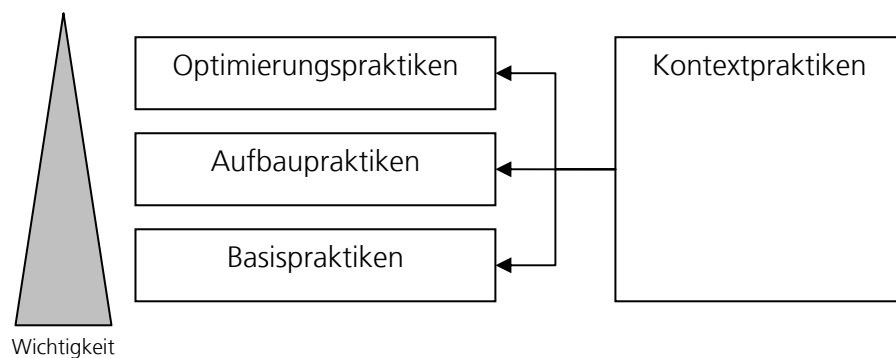 Optimierungspraktiken
Kontextpraktiken
Aufbaupraktiken
Basispraktiken
Wichtigkeit